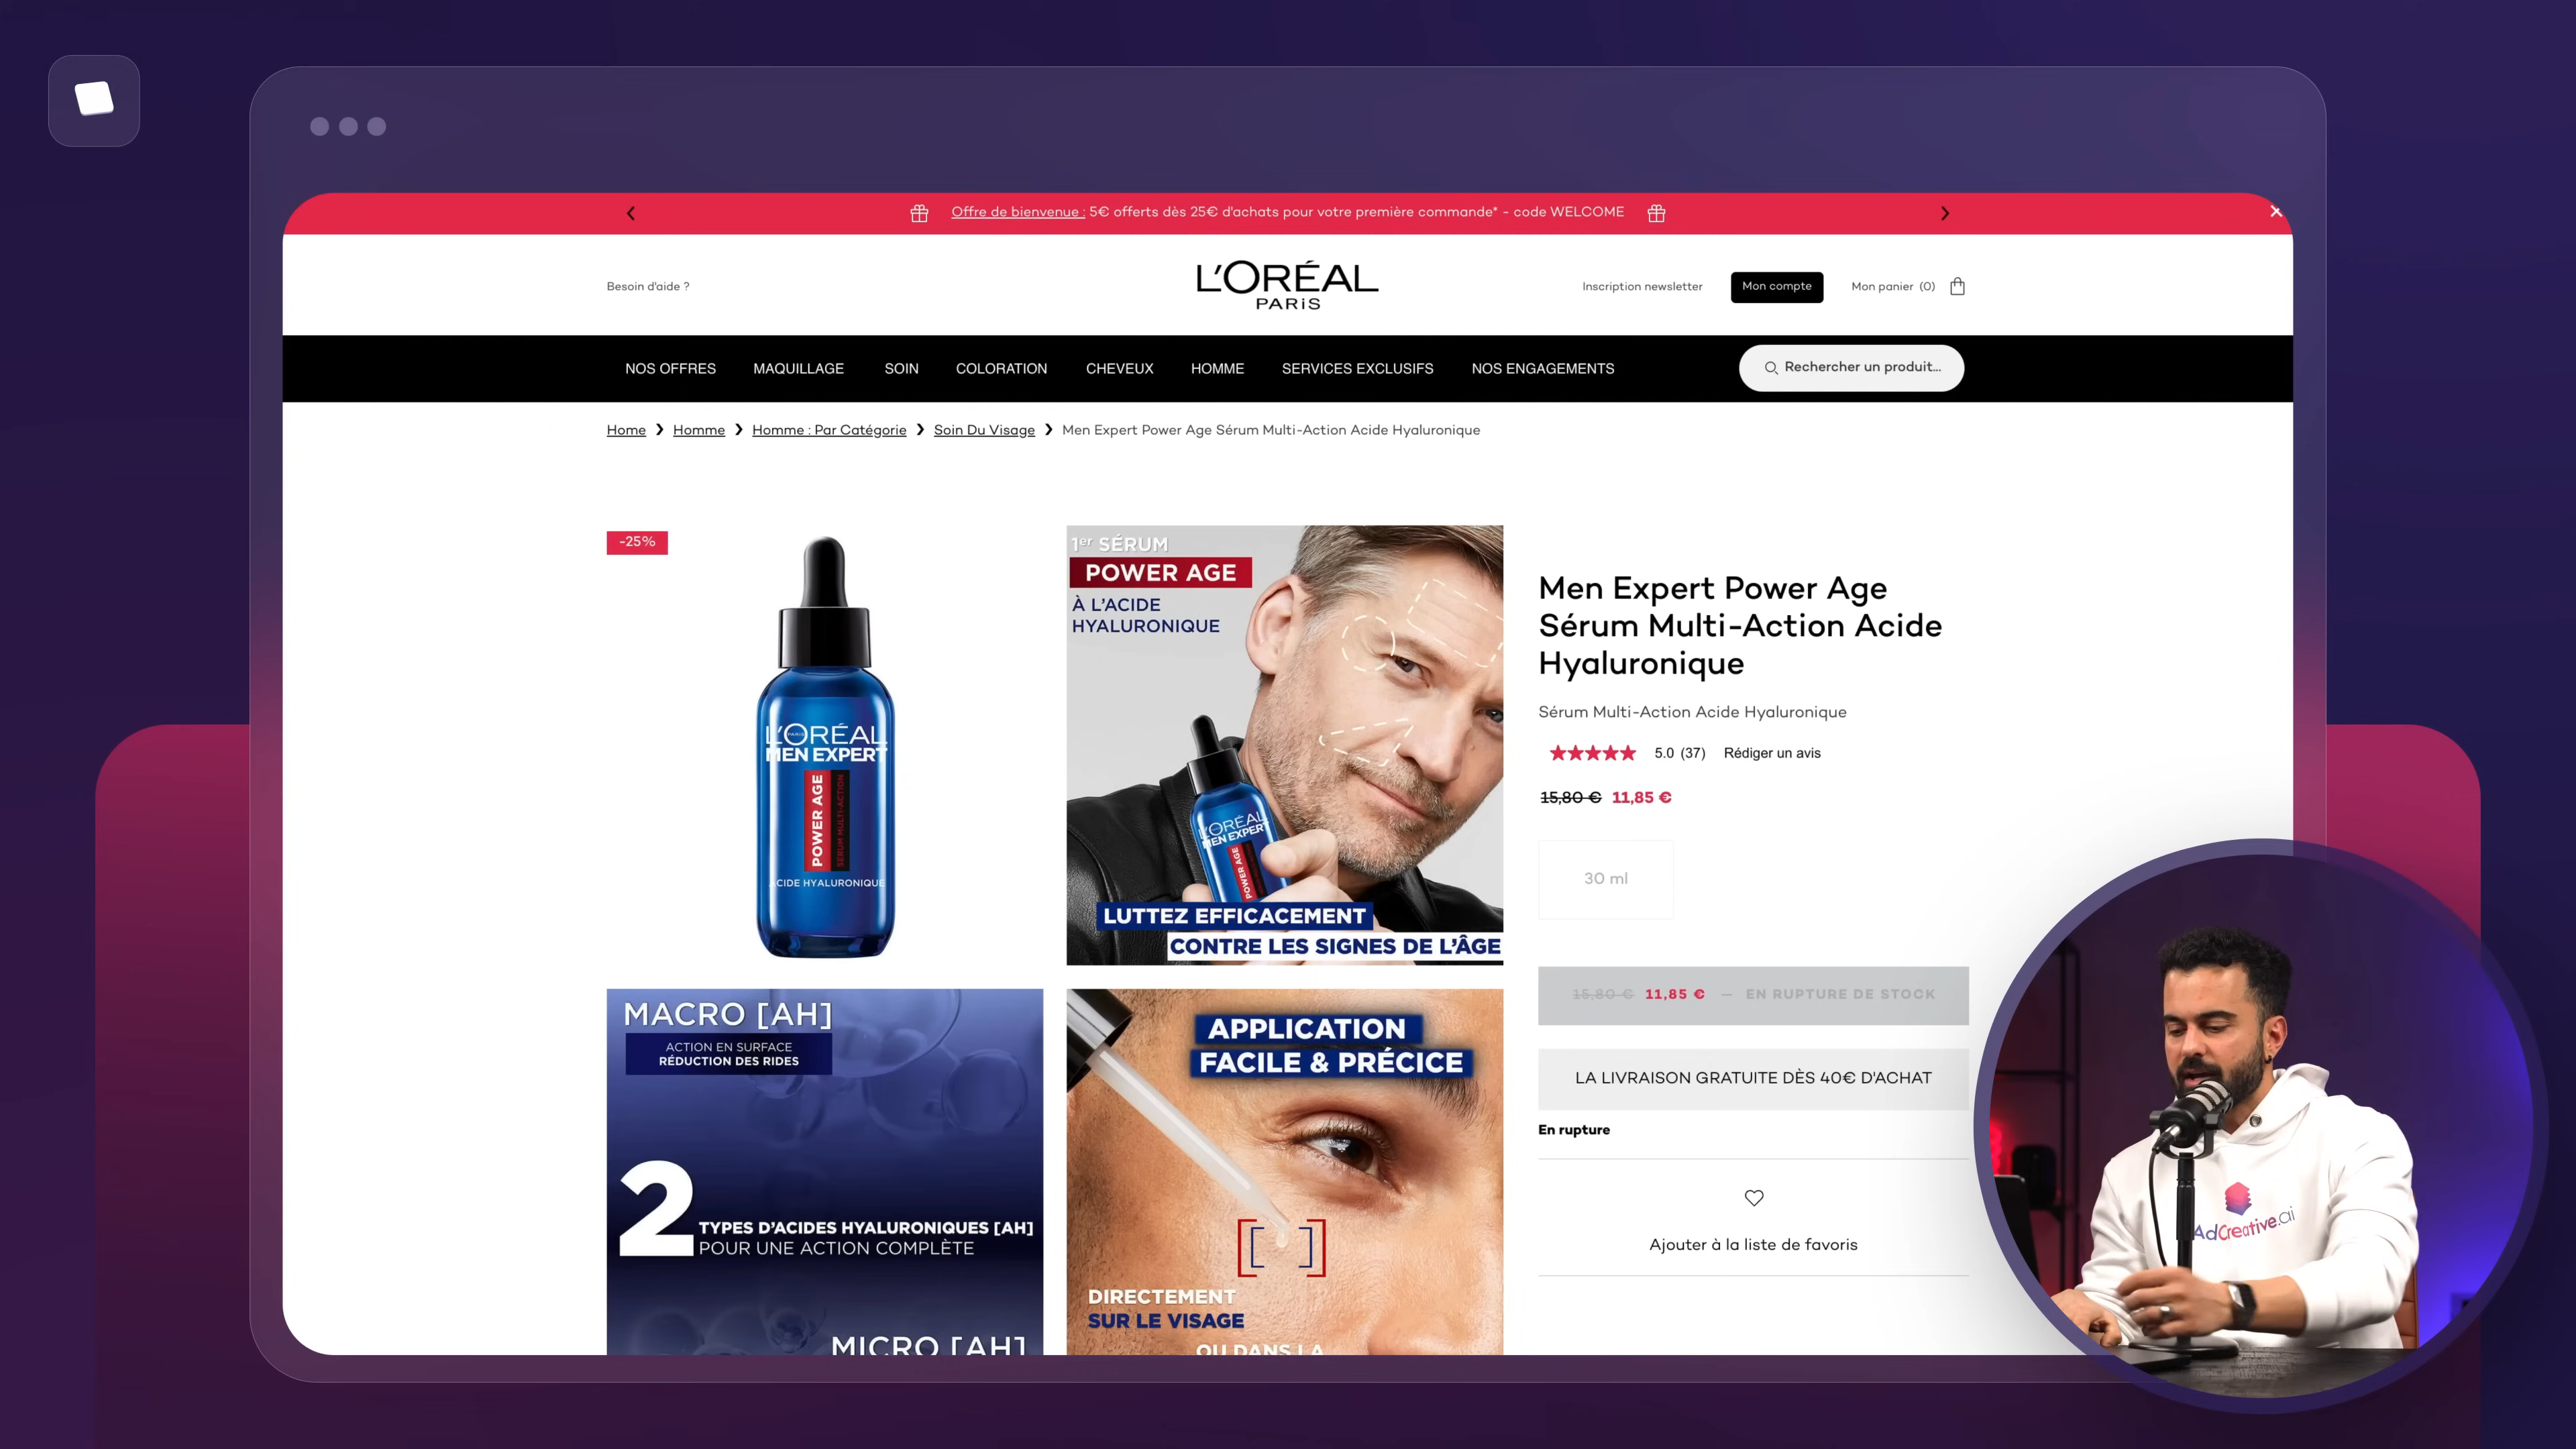 Offre de bienvenue : 5€ offerts dès 25€ d'achats pour votre première commande* - code WELCOME
Besoin d'aide ?
L'ORÉAL
PARiS
Inscription newsletter
Mon compte
Mon panier (0)
NOS OFFRES MAQUILLAGE SOIN COLORATION CHEVEUX HOMME SERVICES EXCLUSIFS NOS ENGAGEMENTS
Rechercher un produit...
Home ❯ Homme ❯ Homme : Par Catégorie ❯ Soin Du Visage ❯ Men Expert Power Age Sérum Multi-Action Acide Hyaluronique
-25%
L'ORÉAL
PARIS
MEN EXPERT
POWER AGE
SERUM MULTI-ACTION
ACIDE HYALURONIQUE
1er SÉRUM
POWER AGE
À L'ACIDE
HYALURONIQUE
L'ORÉAL
MEN EXPERT
POWER AGE
LUTTEZ EFFICACEMENT
CONTRE LES SIGNES DE L'ÂGE
MACRO [AH]
ACTION EN SURFACE
RÉDUCTION DES RIDES
2
TYPES D'ACIDES HYALURONIQUES [AH]
POUR UNE ACTION COMPLÈTE
MICRO [AH]
APPLICATION
FACILE & PRÉCICE
DIRECTEMENT
SUR LE VISAGE
OU DANS LA
Men Expert Power Age
Sérum Multi-Action Acide
Hyaluronique
Sérum Multi-Action Acide Hyaluronique
5.0 (37) Rédiger un avis
15,80 € 11,85 €
30 ml
15,80 € 11,85 € — EN RUPTURE DE STOCK
LA LIVRAISON GRATUITE DÈS 40€ D'ACHAT
En rupture
Ajouter à la liste de favoris
AdCreative.ai